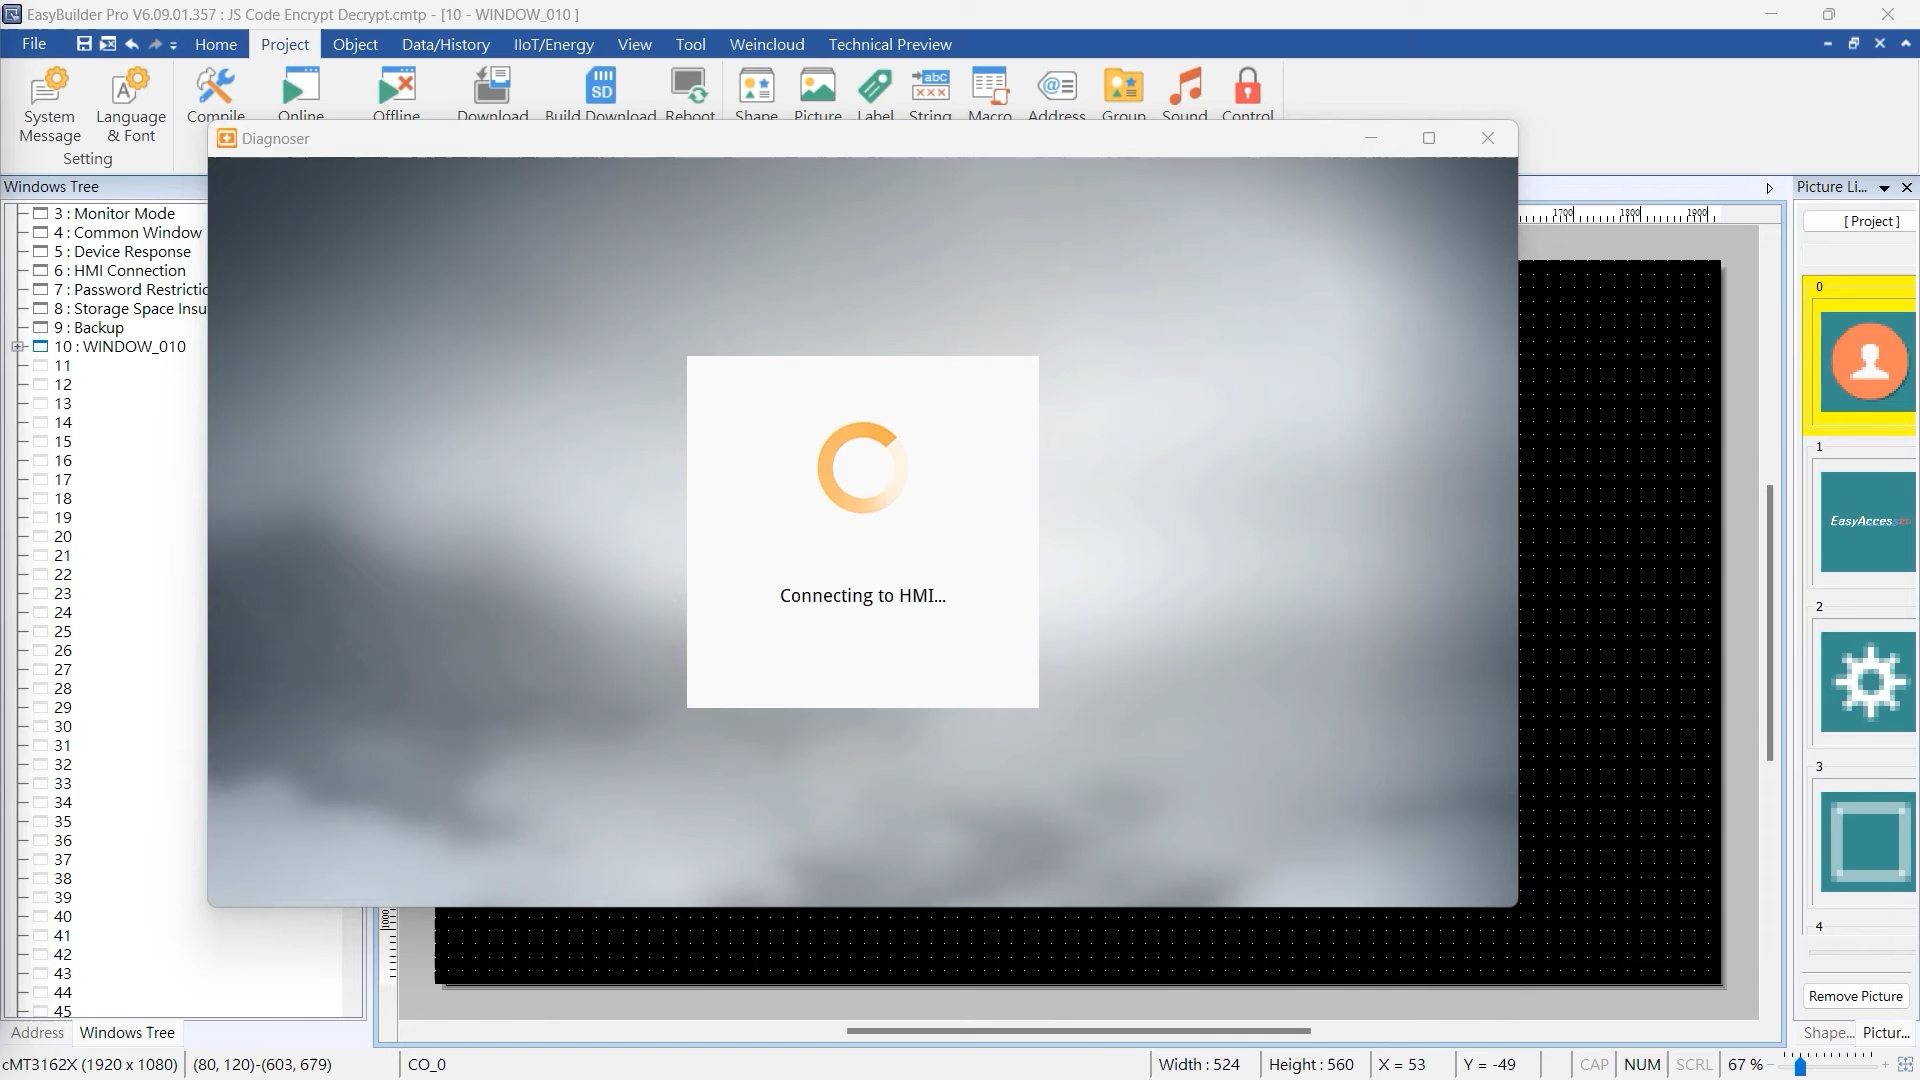 EasyBuilder Pro V6.09.01.357 : JS Code Encrypt Decrypt.cmtp - [10 - WINDOW_010 ]
File Home Project Object Data/History IIoT/Energy View Tool Weincloud Technical Preview
System Message
Language & Font
Compile Online Offline Download Build Download Reboot Shape Picture Label String Macro Address Group Sound Control
Setting
Diagnoser
Windows Tree
Picture Li...
3 : Monitor Mode
4 : Common Window
5 : Device Response
6 : HMI Connection
7 : Password Restrictio
8 : Storage Space Insu
9 : Backup
10 : WINDOW_010
11
12
13
14
15
16
17
18
19
20
21
22
23
24
25
26
27
28
29
30
31
32
33
34
35
36
37
38
39
40
41
42
43
44
45
Connecting to HMI...
1700 1800 1900
1000
[ Project ]
0
1
EasyAccess
2
3
4
Remove Picture
Address Windows Tree
Shape... Pictur...
cMT3162X (1920 x 1080) (80, 120)-(603, 679) CO_0 Width : 524 Height : 560 X = 53 Y = -49 CAP NUM SCRL 67 %